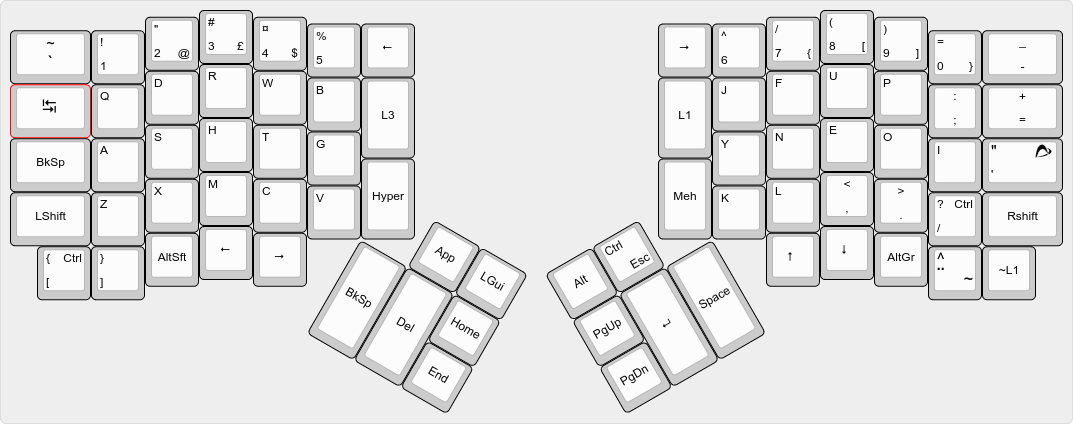 ~ ! " # ¤ % ←
` 1 2 @ 3 £ 4 $ 5
→ ^ / ( ) = _
6 7 { 8 [ 9 ] 0 } -
Q D R W B L3
L1 J F U P : +
; =
BkSp A S H T G
Y N E O I "
'
LShift Z X M C V Hyper
Meh K L < > ? Ctrl Rshift
, . /
{ Ctrl } AltSft ← →
[ ]
↑ ↓ AltGr ^ ~L1
¨ ~
App LGui
BkSp Del Home
End
Alt Ctrl
Esc
PgUp ↵ Space
PgDn